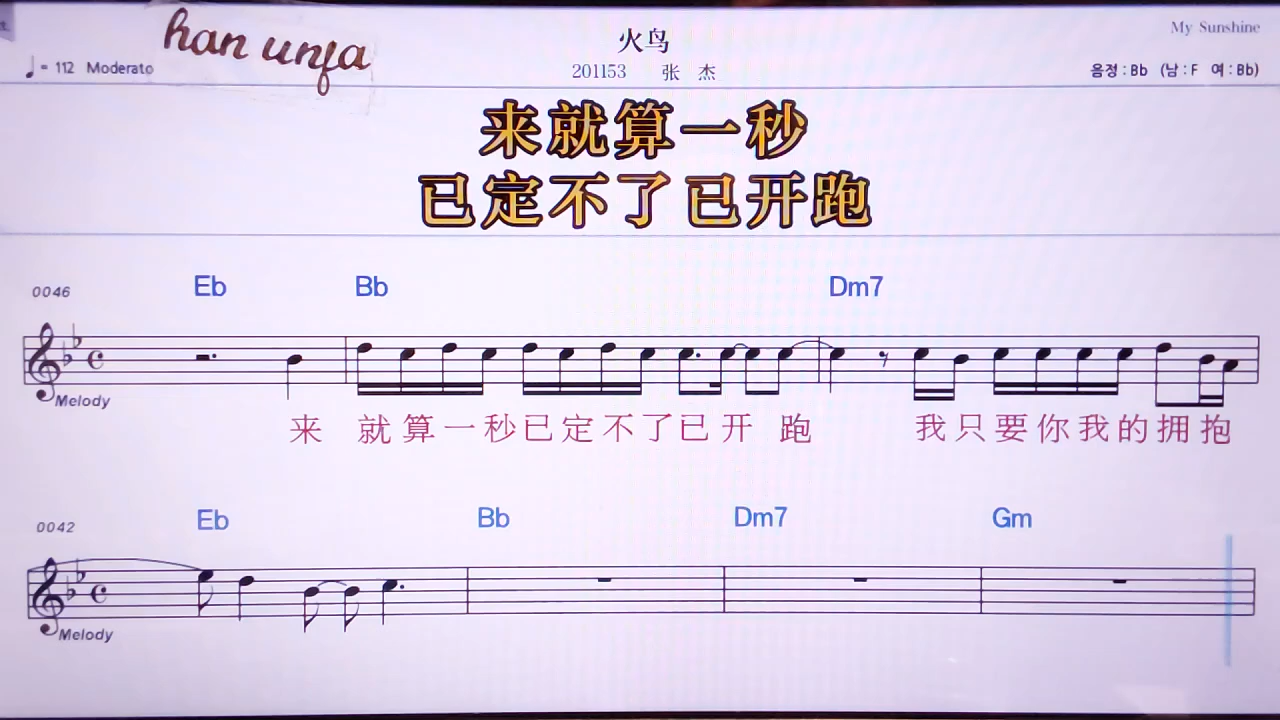 han unja
火鸟
My Sunshine
♩= 112 Moderato
201153 张 杰
음정 : Bb (남 : F 여 : Bb)
来就算一秒
已定不了已开跑
0046 Eb Bb Dm7
Melody
来 就算一秒已定不了已开 跑 我只要你我的拥抱
0042 Eb Bb Dm7 Gm
Melody